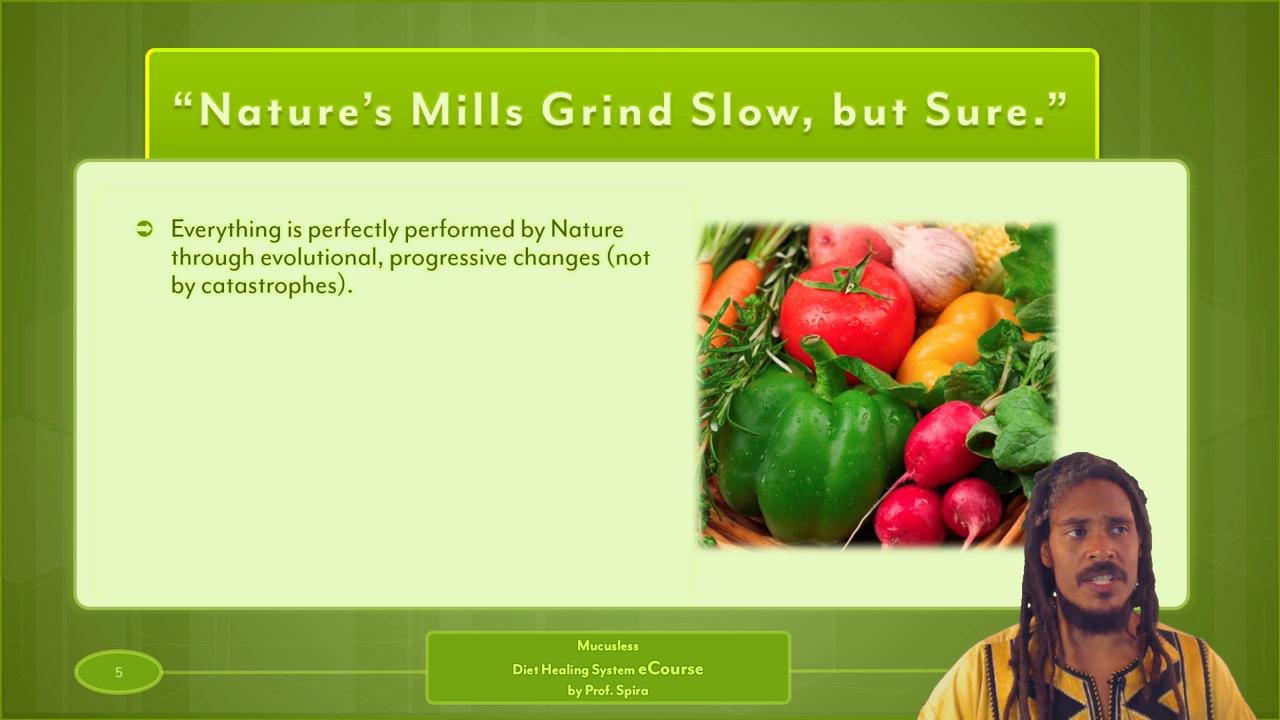 “Nature’s Mills Grind Slow, but Sure.”
Everything is perfectly performed by Nature
through evolutional, progressive changes (not
by catastrophes).
5
Mucusless
Diet Healing System eCourse
by Prof. Spira